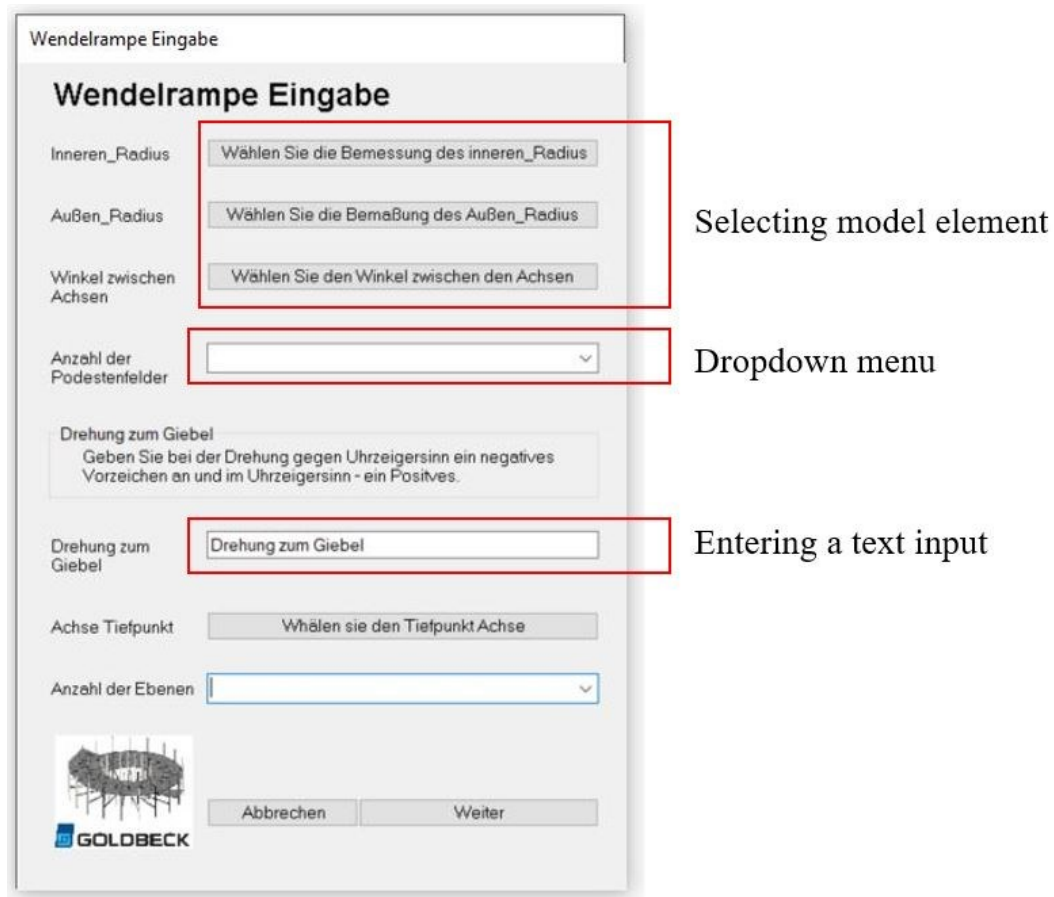 Wendelrampe Eingabe
Wendelrampe Eingabe
Inneren_Radius
Wählen Sie die Bemessung des inneren_Radius
Außen_Radius
Wählen Sie die Bemaßung des Außen_Radius
Selecting model element
Winkel zwischen
Achsen
Wählen Sie den Winkel zwischen den Achsen
Anzahl der
Podestenfelder
Dropdown menu
Drehung zum Giebel
Geben Sie bei der Drehung gegen Uhrzeigersinn ein negatives
Vorzeichen an und im Uhrzeigersinn - ein Positves.
Drehung zum
Giebel
Drehung zum Giebel
Entering a text input
Achse Tiefpunkt
Whälen sie den Tiefpunkt Achse
Anzahl der Ebenen
Abbrechen
Weiter
GOLDBECK